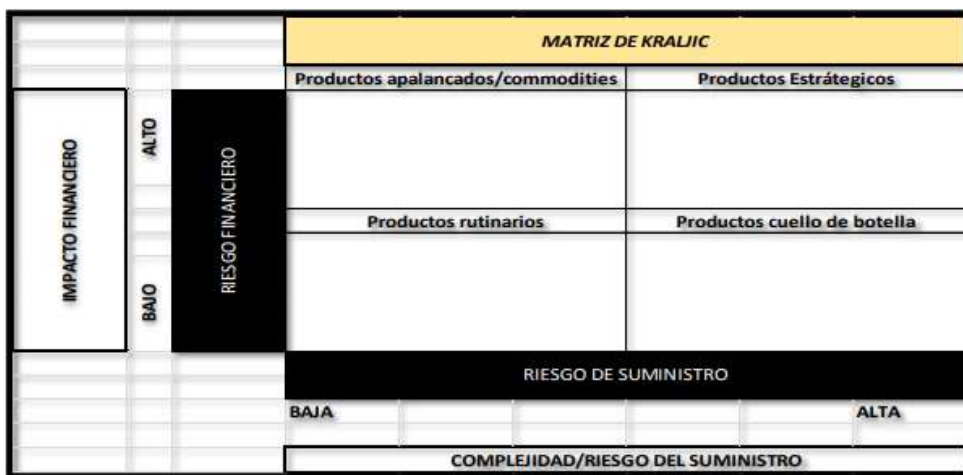 MATRIZ DE KRALJIC
Productos apalancados/commodities
Productos Estrátegicos
IMPACTO FINANCIERO
ALTO
BAJO
RIESGO FINANCIERO
Productos rutinarios
Productos cuello de botella
RIESGO DE SUMINISTRO
BAJA
ALTA
COMPLEJIDAD/RIESGO DEL SUMINISTRO